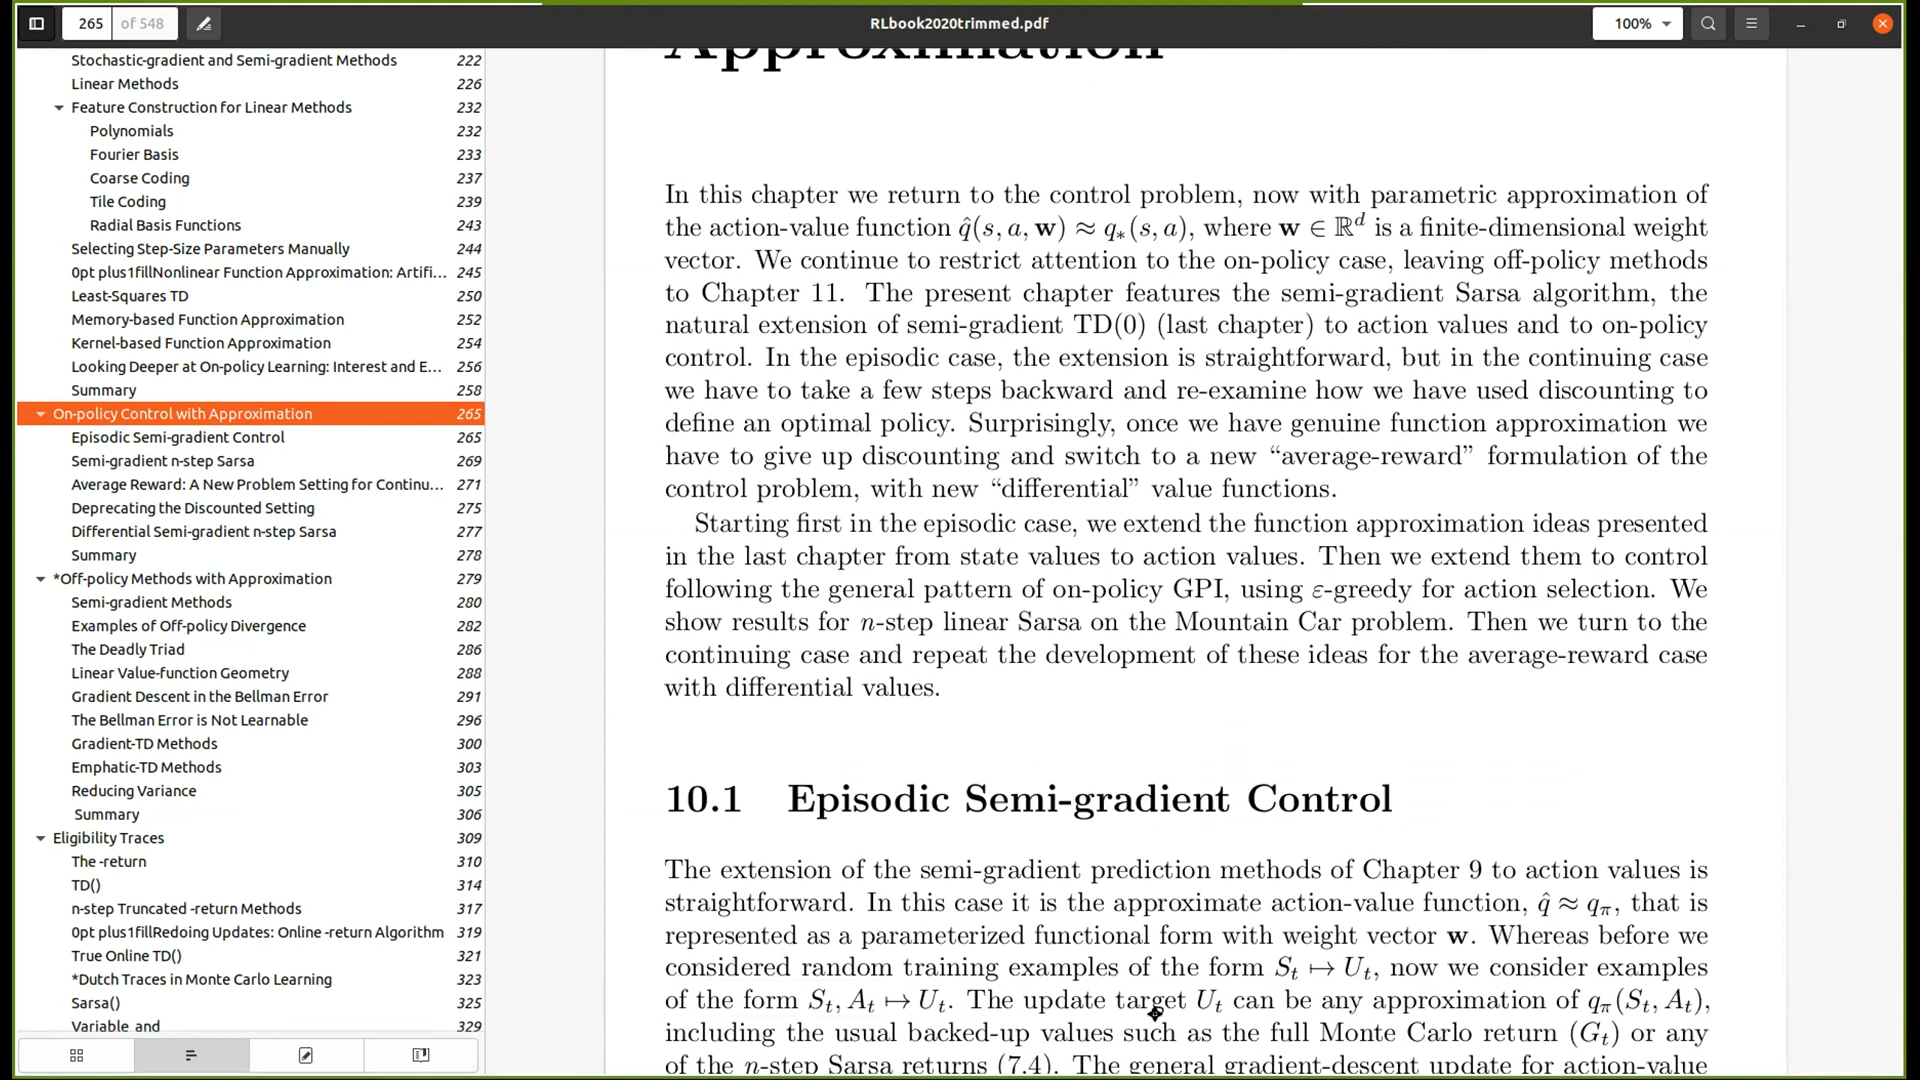 265 of 548
RLbook2020trimmed.pdf
100%
Stochastic-gradient and Semi-gradient Methods 222
Linear Methods 226
Feature Construction for Linear Methods 232
Polynomials 232
Fourier Basis 233
Coarse Coding 237
Tile Coding 239
Radial Basis Functions 243
Selecting Step-Size Parameters Manually 244
0pt plus1fillNonlinear Function Approximation: Artifi... 245
Least-Squares TD 250
Memory-based Function Approximation 252
Kernel-based Function Approximation 254
Looking Deeper at On-policy Learning: Interest and E... 256
Summary 258
On-policy Control with Approximation 265
Episodic Semi-gradient Control 265
Semi-gradient n-step Sarsa 269
Average Reward: A New Problem Setting for Continu... 271
Deprecating the Discounted Setting 275
Differential Semi-gradient n-step Sarsa 277
Summary 278
*Off-policy Methods with Approximation 279
Semi-gradient Methods 280
Examples of Off-policy Divergence 282
The Deadly Triad 286
Linear Value-function Geometry 288
Gradient Descent in the Bellman Error 291
The Bellman Error is Not Learnable 296
Gradient-TD Methods 300
Emphatic-TD Methods 303
Reducing Variance 305
Summary 306
Eligibility Traces 309
The -return 310
TD() 314
n-step Truncated -return Methods 317
0pt plus1fillRedoing Updates: Online -return Algorithm 319
True Online TD() 321
*Dutch Traces in Monte Carlo Learning 323
Sarsa() 325
Variable and 329
Approximation
In this chapter we return to the control problem, now with parametric approximation of
the action-value function q̂(s, a, w) ≈ q∗(s, a), where w ∈ ℝᵈ is a finite-dimensional weight
vector. We continue to restrict attention to the on-policy case, leaving off-policy methods
to Chapter 11. The present chapter features the semi-gradient Sarsa algorithm, the
natural extension of semi-gradient TD(0) (last chapter) to action values and to on-policy
control. In the episodic case, the extension is straightforward, but in the continuing case
we have to take a few steps backward and re-examine how we have used discounting to
define an optimal policy. Surprisingly, once we have genuine function approximation we
have to give up discounting and switch to a new “average-reward” formulation of the
control problem, with new “differential” value functions.
Starting first in the episodic case, we extend the function approximation ideas presented
in the last chapter from state values to action values. Then we extend them to control
following the general pattern of on-policy GPI, using ε-greedy for action selection. We
show results for n-step linear Sarsa on the Mountain Car problem. Then we turn to the
continuing case and repeat the development of these ideas for the average-reward case
with differential values.
10.1 Episodic Semi-gradient Control
The extension of the semi-gradient prediction methods of Chapter 9 to action values is
straightforward. In this case it is the approximate action-value function, q̂ ≈ qπ, that is
represented as a parameterized functional form with weight vector w. Whereas before we
considered random training examples of the form Sₜ ↦ Uₜ, now we consider examples
of the form Sₜ, Aₜ ↦ Uₜ. The update target Uₜ can be any approximation of qπ(Sₜ, Aₜ),
including the usual backed-up values such as the full Monte Carlo return (Gₜ) or any
of the n-step Sarsa returns (7.4). The general gradient-descent update for action-value